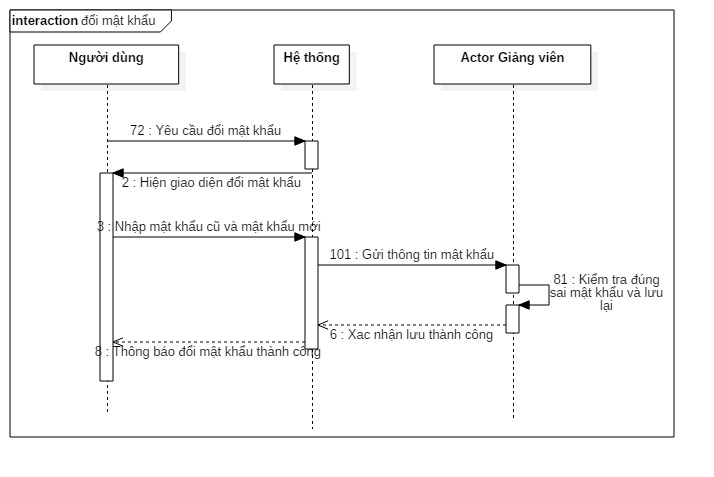 interaction đổi mật khẩu
Người dùng
Hệ thống
Actor Giảng viên
72 : Yêu cầu đổi mật khẩu
2 : Hiện giao diện đổi mật khẩu
3 : Nhập mật khẩu cũ và mật khẩu mới
101 : Gửi thông tin mật khẩu
81 : Kiểm tra đúng
sai mật khẩu và lưu
lại
6 : Xac nhận lưu thành công
8 : Thông báo đổi mật khẩu thành công